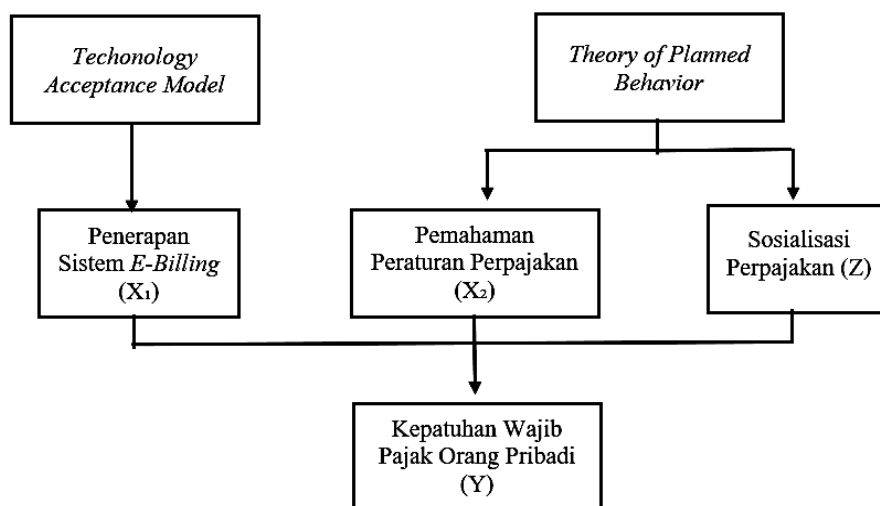 Techonology
Acceptance Model
Theory of Planned
Behavior
Penerapan
Sistem E-Billing
(X₁)
Pemahaman
Peraturan Perpajakan
(X₂)
Sosialisasi
Perpajakan (Z)
Kepatuhan Wajib
Pajak Orang Pribadi
(Y)